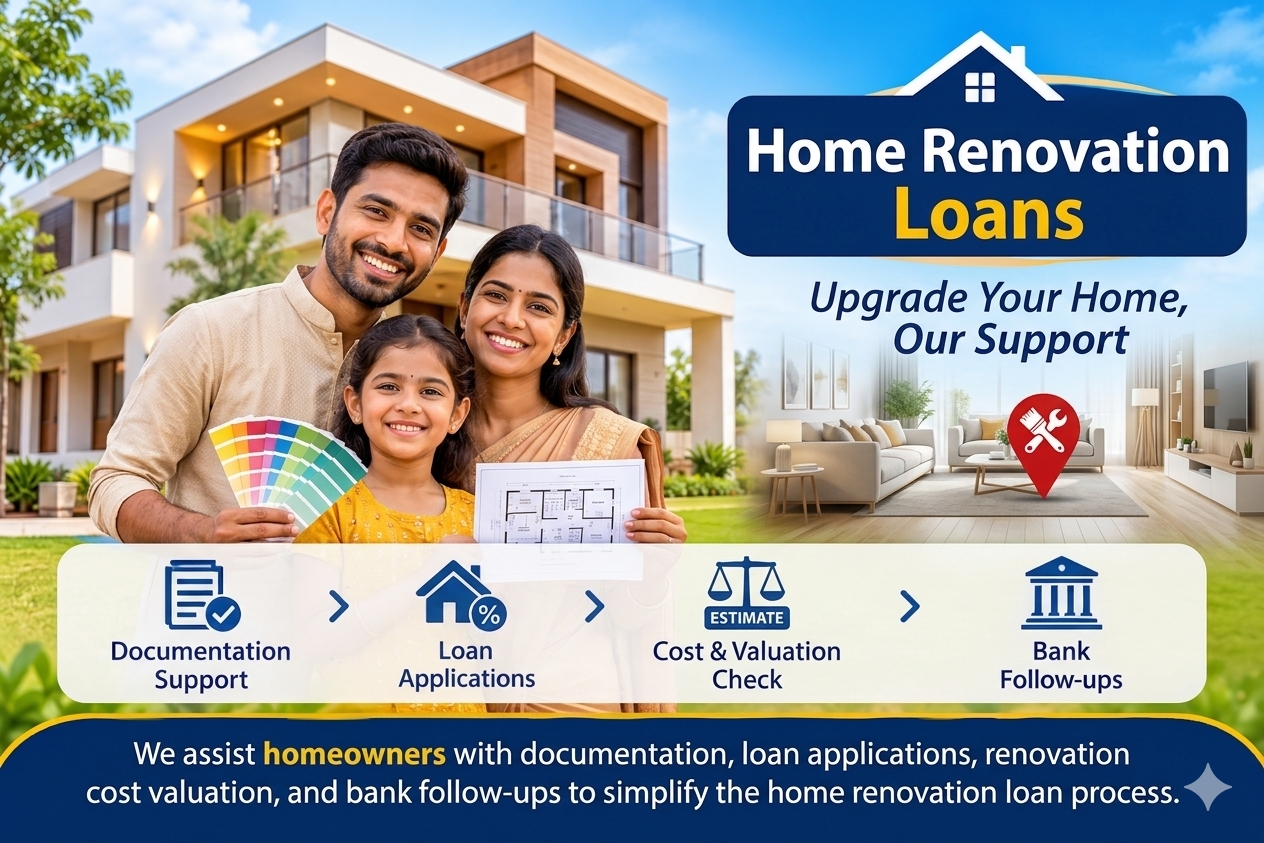 Home Renovation
Loans
Upgrade Your Home,
Our Support
ESTIMATE
Documentation
Support
Loan
Applications
Cost & Valuation
Check
Bank
Follow-ups
We assist homeowners with documentation, loan applications, renovation
cost valuation, and bank follow-ups to simplify the home renovation loan process.